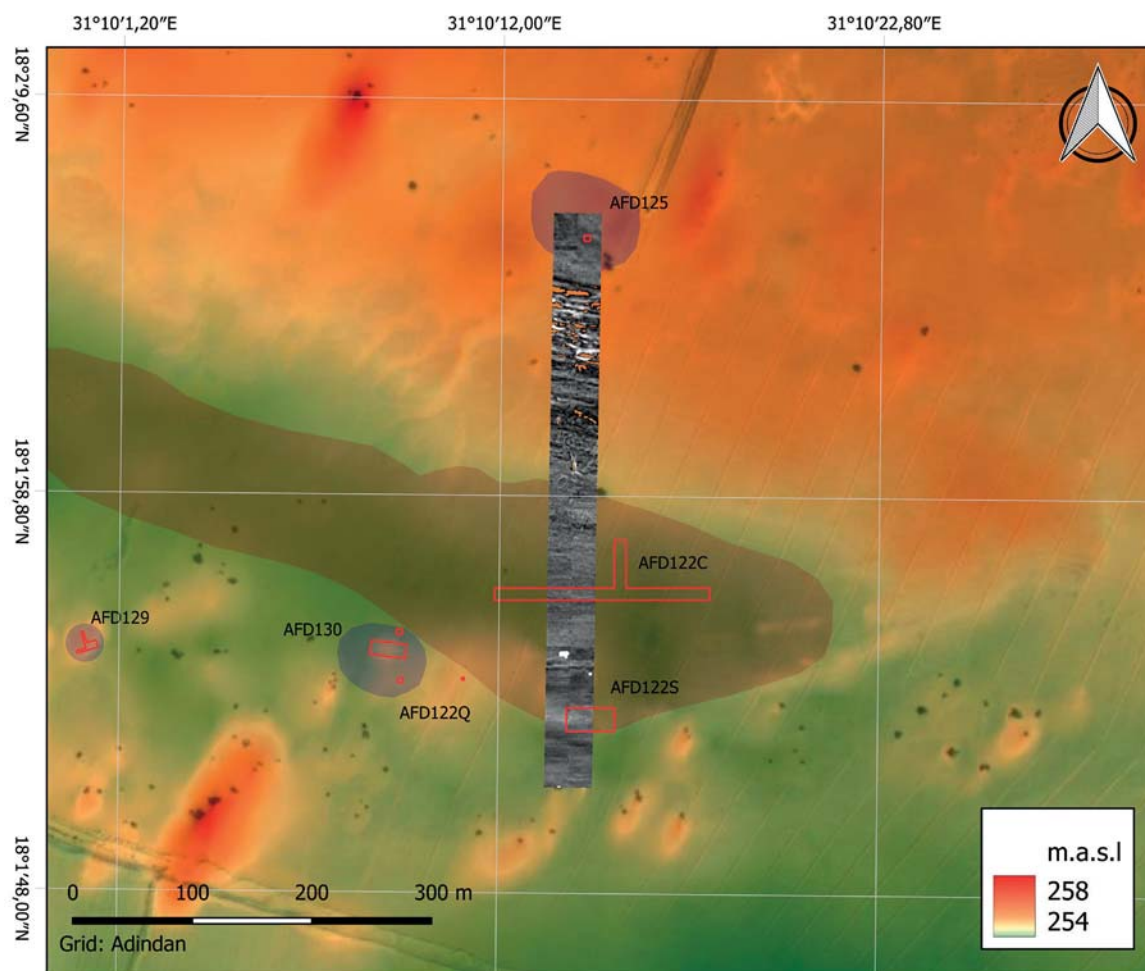 31°10′1,20″E 31°10′12,00″E 31°10′22,80″E
18°2′9,60″N
AFD125
18°1′58,80″N
AFD122C
AFD129
AFD130
AFD122S
AFD122Q
18°1′48,00″N
m.a.s.l
258
254
0 100 200 300 m
Grid: Adindan